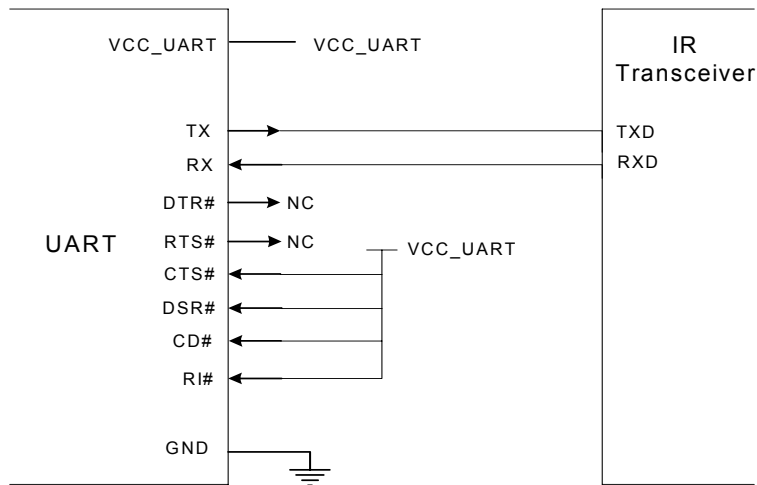 VCC_UART
VCC_UART
IR
Transceiver
TX
TXD
RX
RXD
DTR#
NC
UART
RTS#
NC
VCC_UART
CTS#
DSR#
CD#
RI#
GND